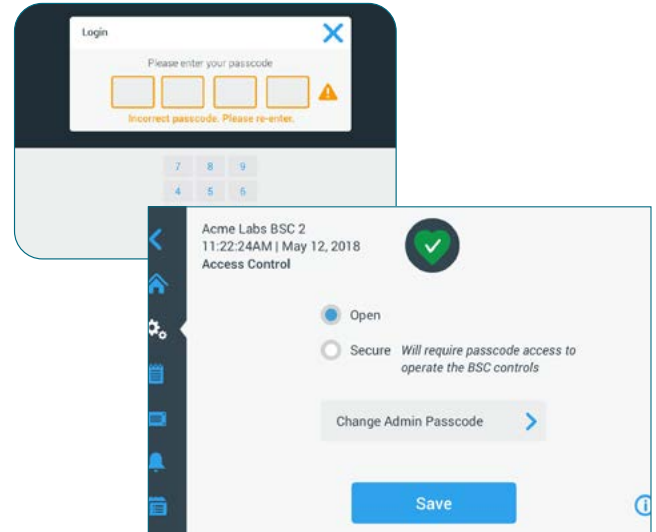 Login
Please enter your passcode
Incorrect passcode. Please re-enter.
7 8 9
4 5 6
Acme Labs BSC 2
11:22:24AM | May 12, 2018
Access Control
Open
Secure Will require passcode access to
operate the BSC controls
Change Admin Passcode
Save